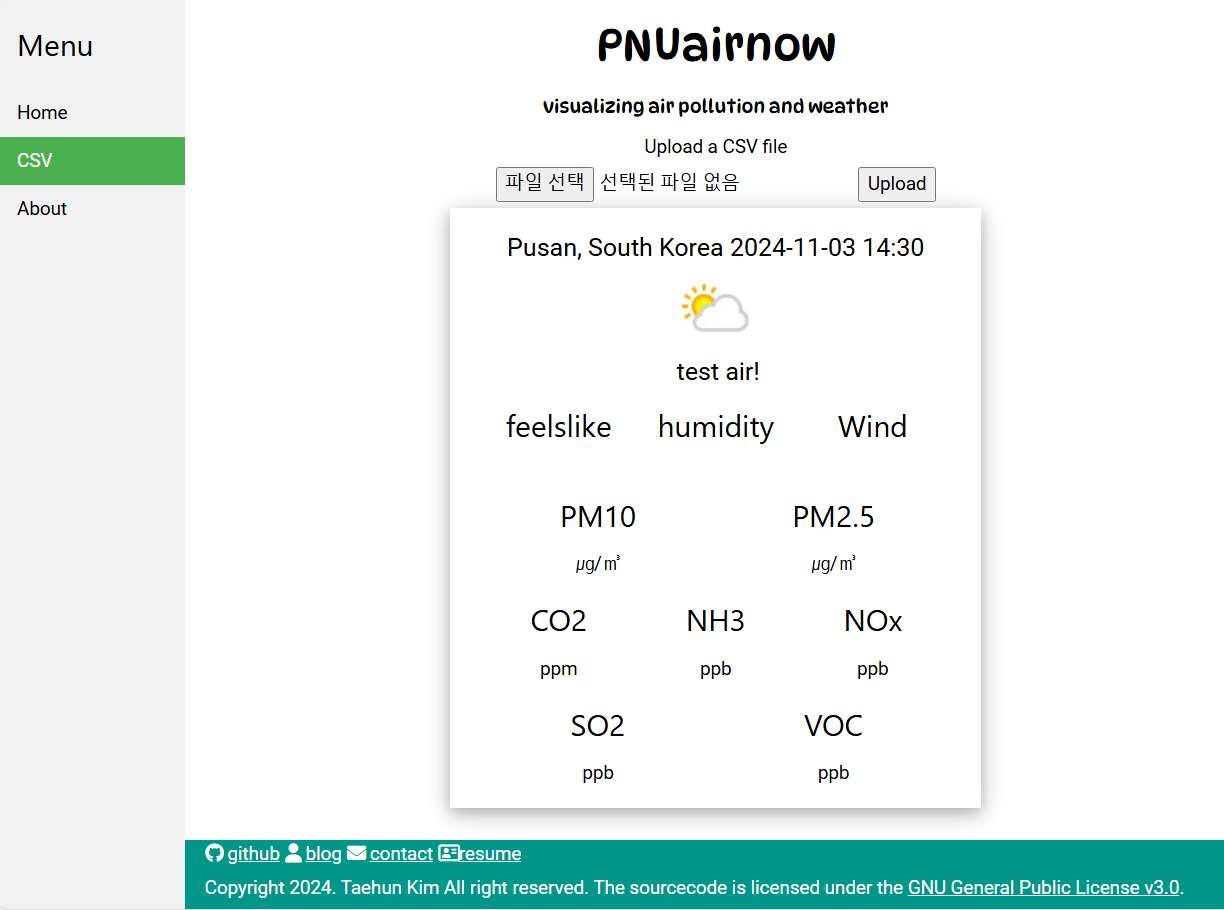 Menu
Home
CSV
About
PNUairnow
visualizing air pollution and weather
Upload a CSV file
파일 선택 선택된 파일 없음 Upload
Pusan, South Korea 2024-11-03 14:30
test air!
feelslike humidity Wind
PM10 PM2.5
㎍/㎥ ㎍/㎥
CO2 NH3 NOx
ppm ppb ppb
SO2 VOC
ppb ppb
github blog contact resume
Copyright 2024. Taehun Kim All right reserved. The sourcecode is licensed under the GNU General Public License v3.0.